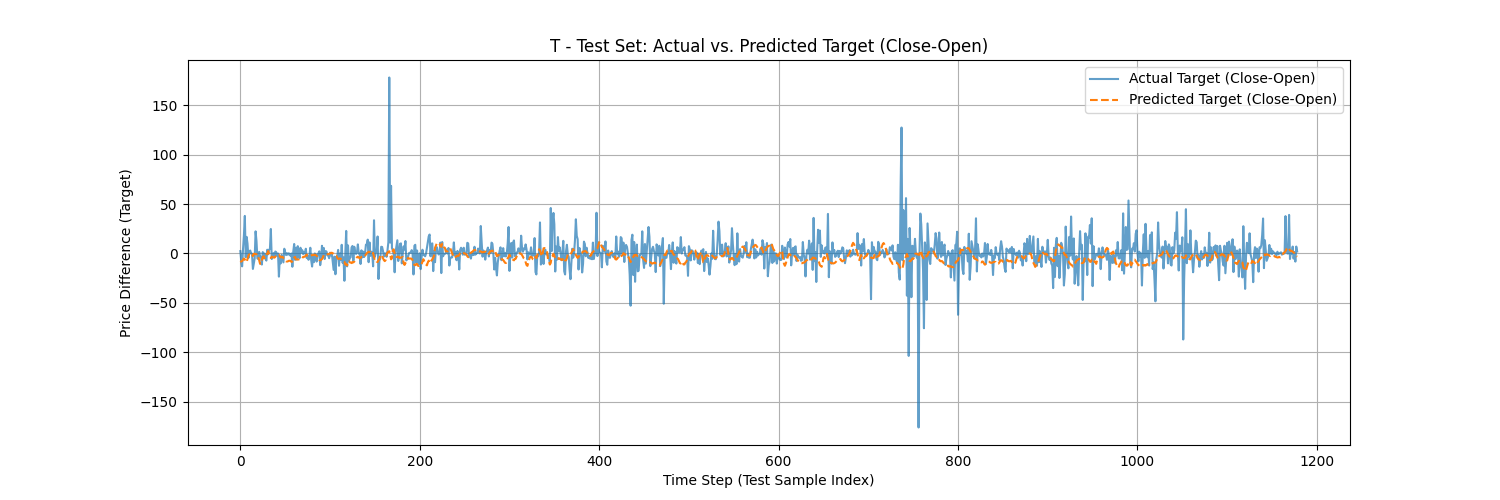 T - Test Set: Actual vs. Predicted Target (Close-Open)
Actual Target (Close-Open)
Predicted Target (Close-Open)
Price Difference (Target)
150
100
50
0
−50
−100
−150
0 200 400 600 800 1000 1200
Time Step (Test Sample Index)